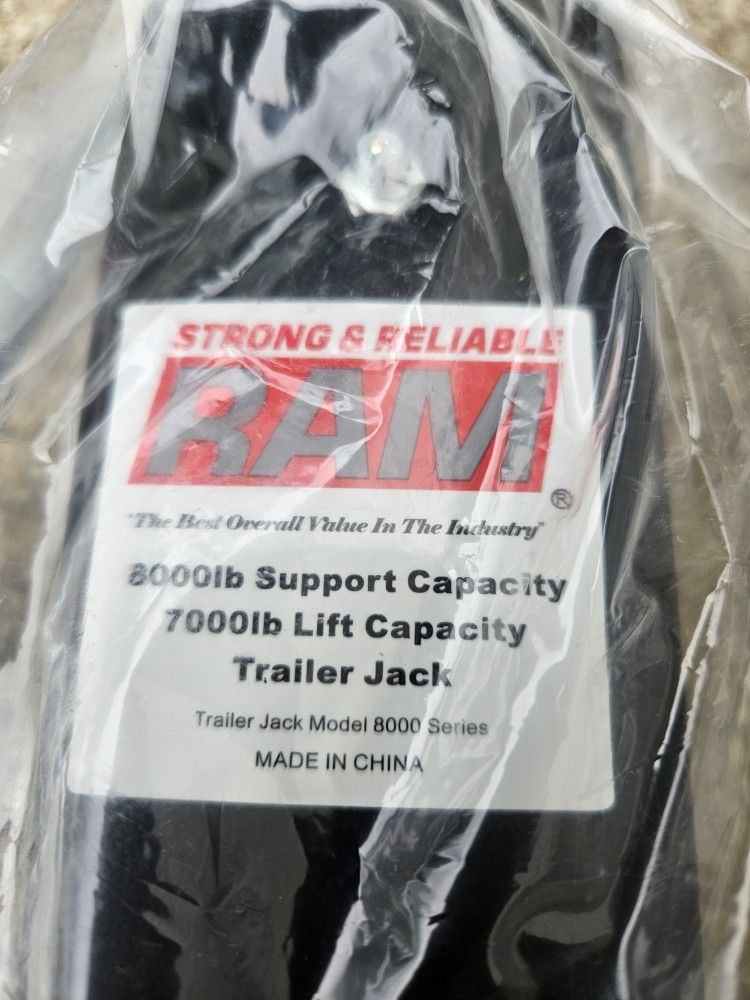 STRONG & RELIABLE
RAM
®
"The Best Overall Value In The Industry"
8000lb Support Capacity
7000lb Lift Capacity
Trailer Jack
Trailer Jack Model 8000 Series
MADE IN CHINA